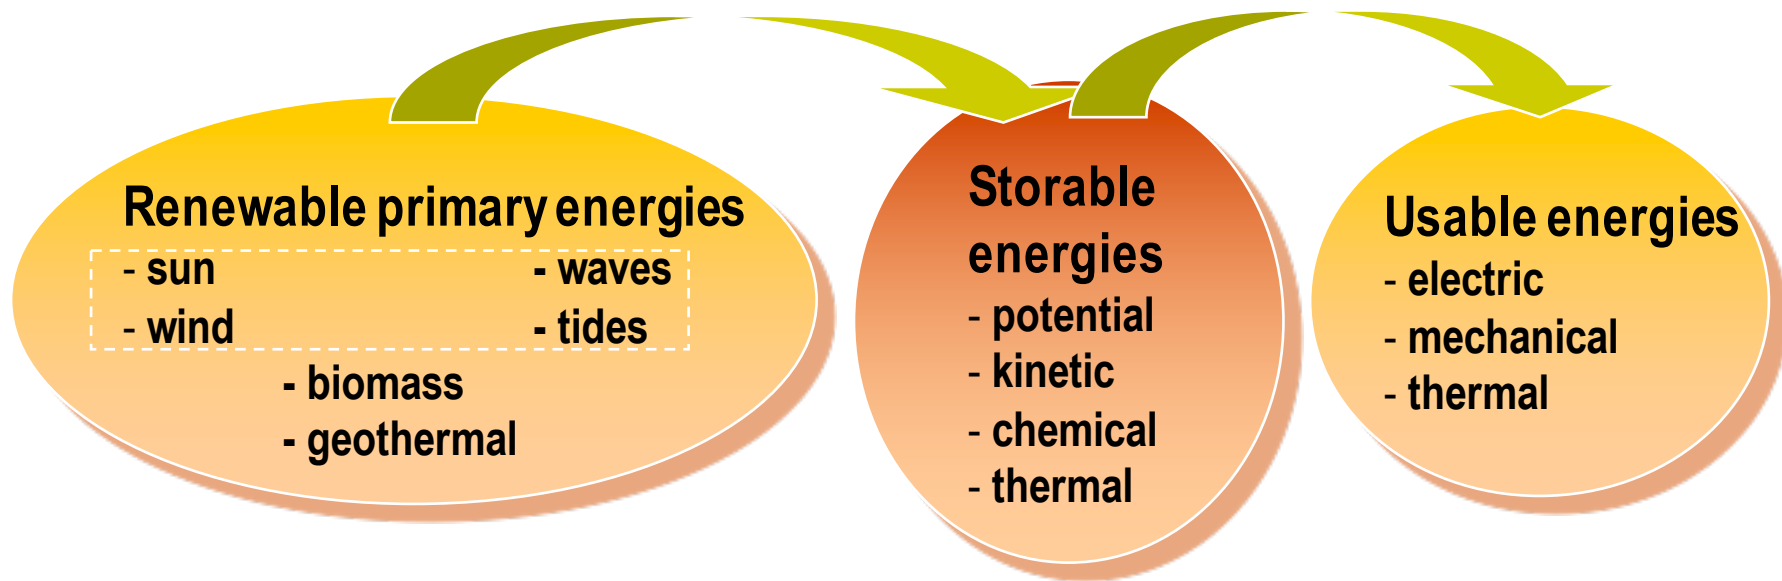 Renewable primary energies
- sun - waves
- wind - tides
- biomass
- geothermal
Storable
energies
- potential
- kinetic
- chemical
- thermal
Usable energies
- electric
- mechanical
- thermal